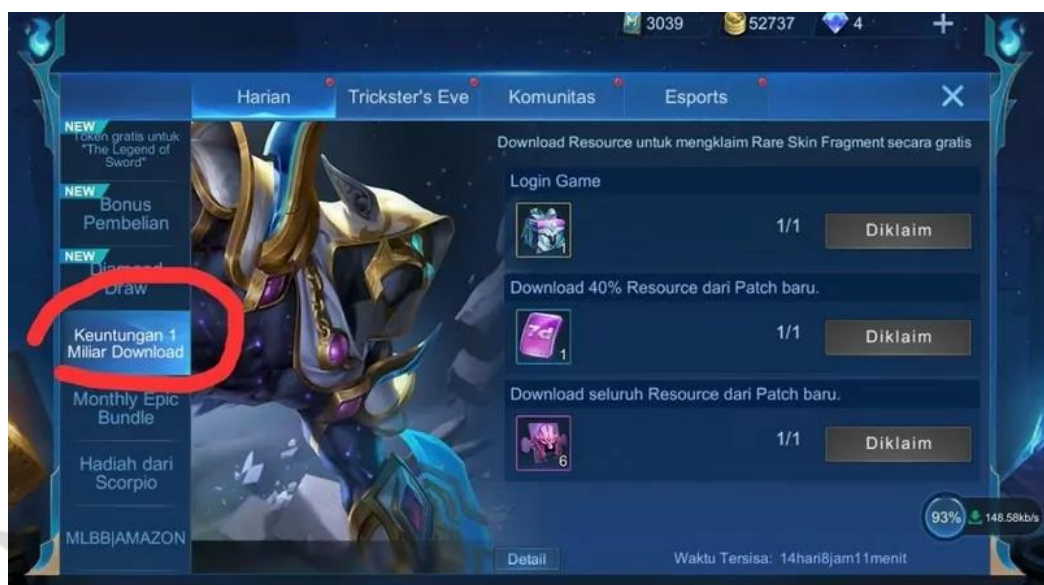 3039 52737 4 +
Harian Trickster's Eve Komunitas Esports X
NEW
Token gratis untuk
"The Legend of
Sword"
NEW
Bonus
Pembelian
NEW
Diamond
Draw
Keuntungan 1
Miliar Download
Monthly Epic
Bundle
Hadiah dari
Scorpio
MLBB|AMAZON
Download Resource untuk mengklaim Rare Skin Fragment secara gratis
Login Game
1
1/1
Diklaim
Download 40% Resource dari Patch baru.
7d
1
1/1
Diklaim
Download seluruh Resource dari Patch baru.
6
1/1
Diklaim
93% 148.58kb/s
Detail
Waktu Tersisa: 14hari8jam11menit